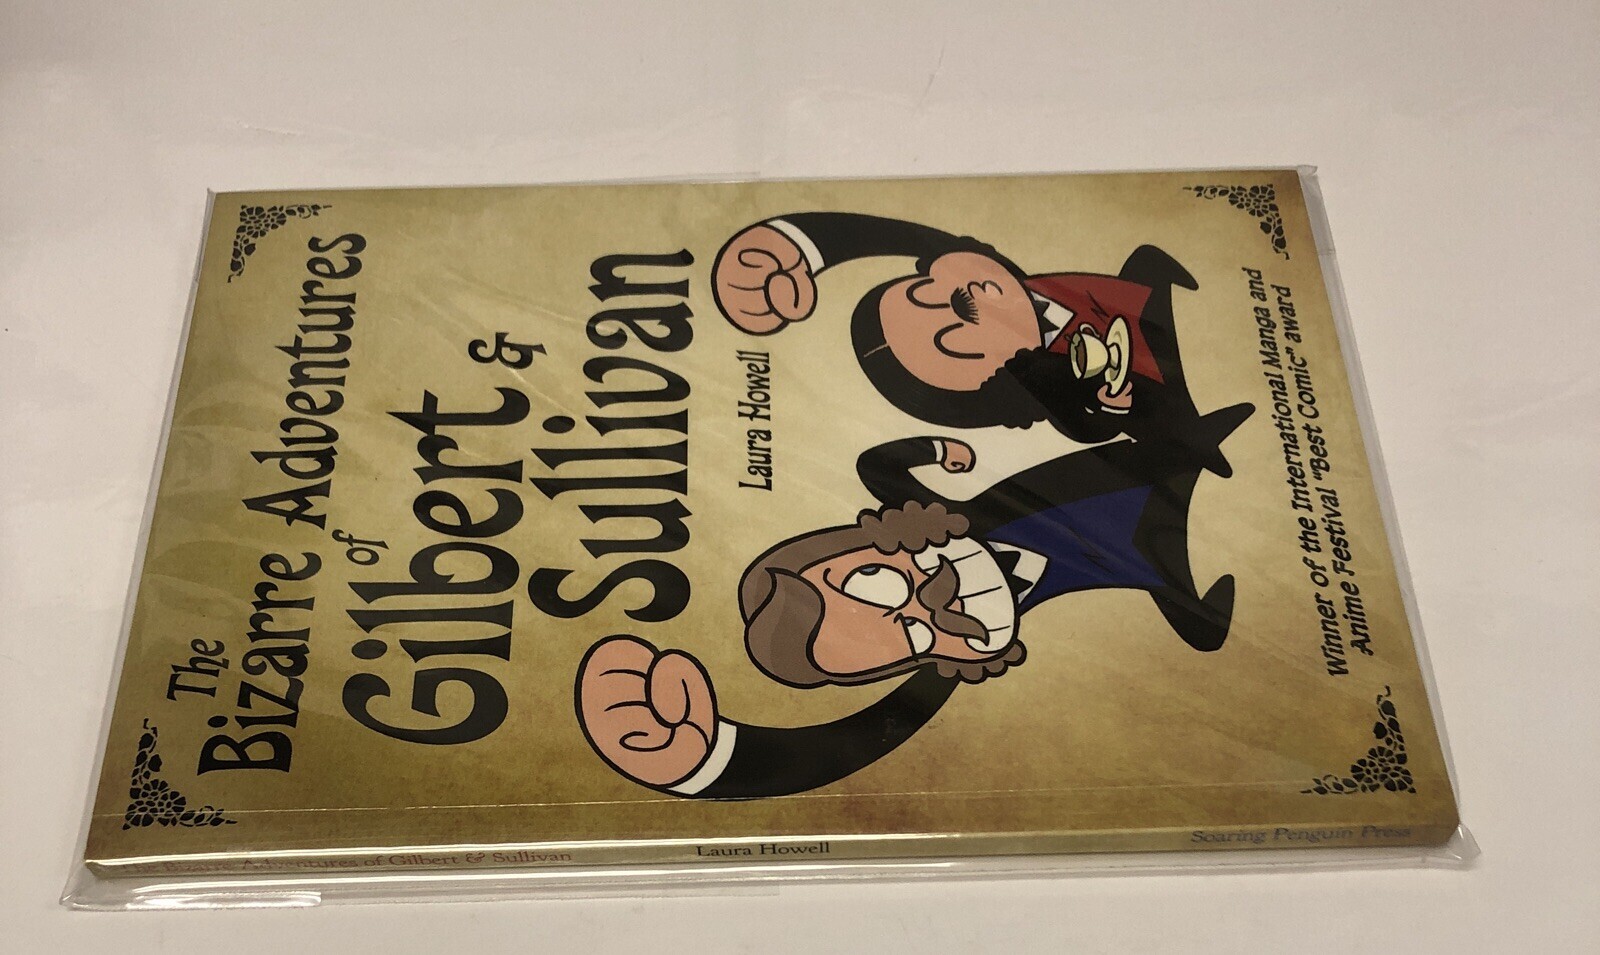 The
Bizarre Adventures
of
Gilbert &
Sullivan
Laura Howell
Winner of the International Manga and
Anime Festival "Best Comic" award
The Bizarre Adventures of Gilbert & Sullivan
Laura Howell
Soaring Penguin Press